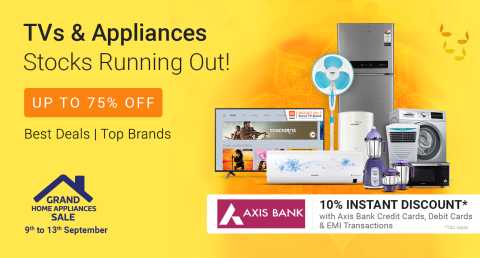 TVs & Appliances
Stocks Running Out!
UP TO 75% OFF
Best Deals | Top Brands
GRAND
HOME APPLIANCES
SALE
9th to 13th September
AXIS BANK
10% INSTANT DISCOUNT*
with Axis Bank Credit Cards, Debit Cards
& EMI Transactions
*T&C apply